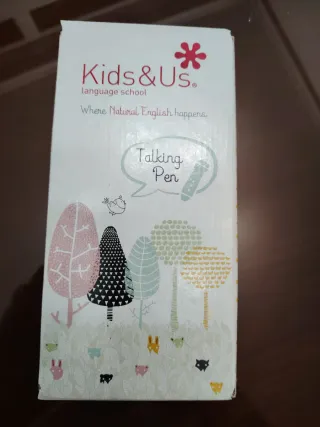 Kids&Us®
language school
Where Natural English happens
Talking
Pen